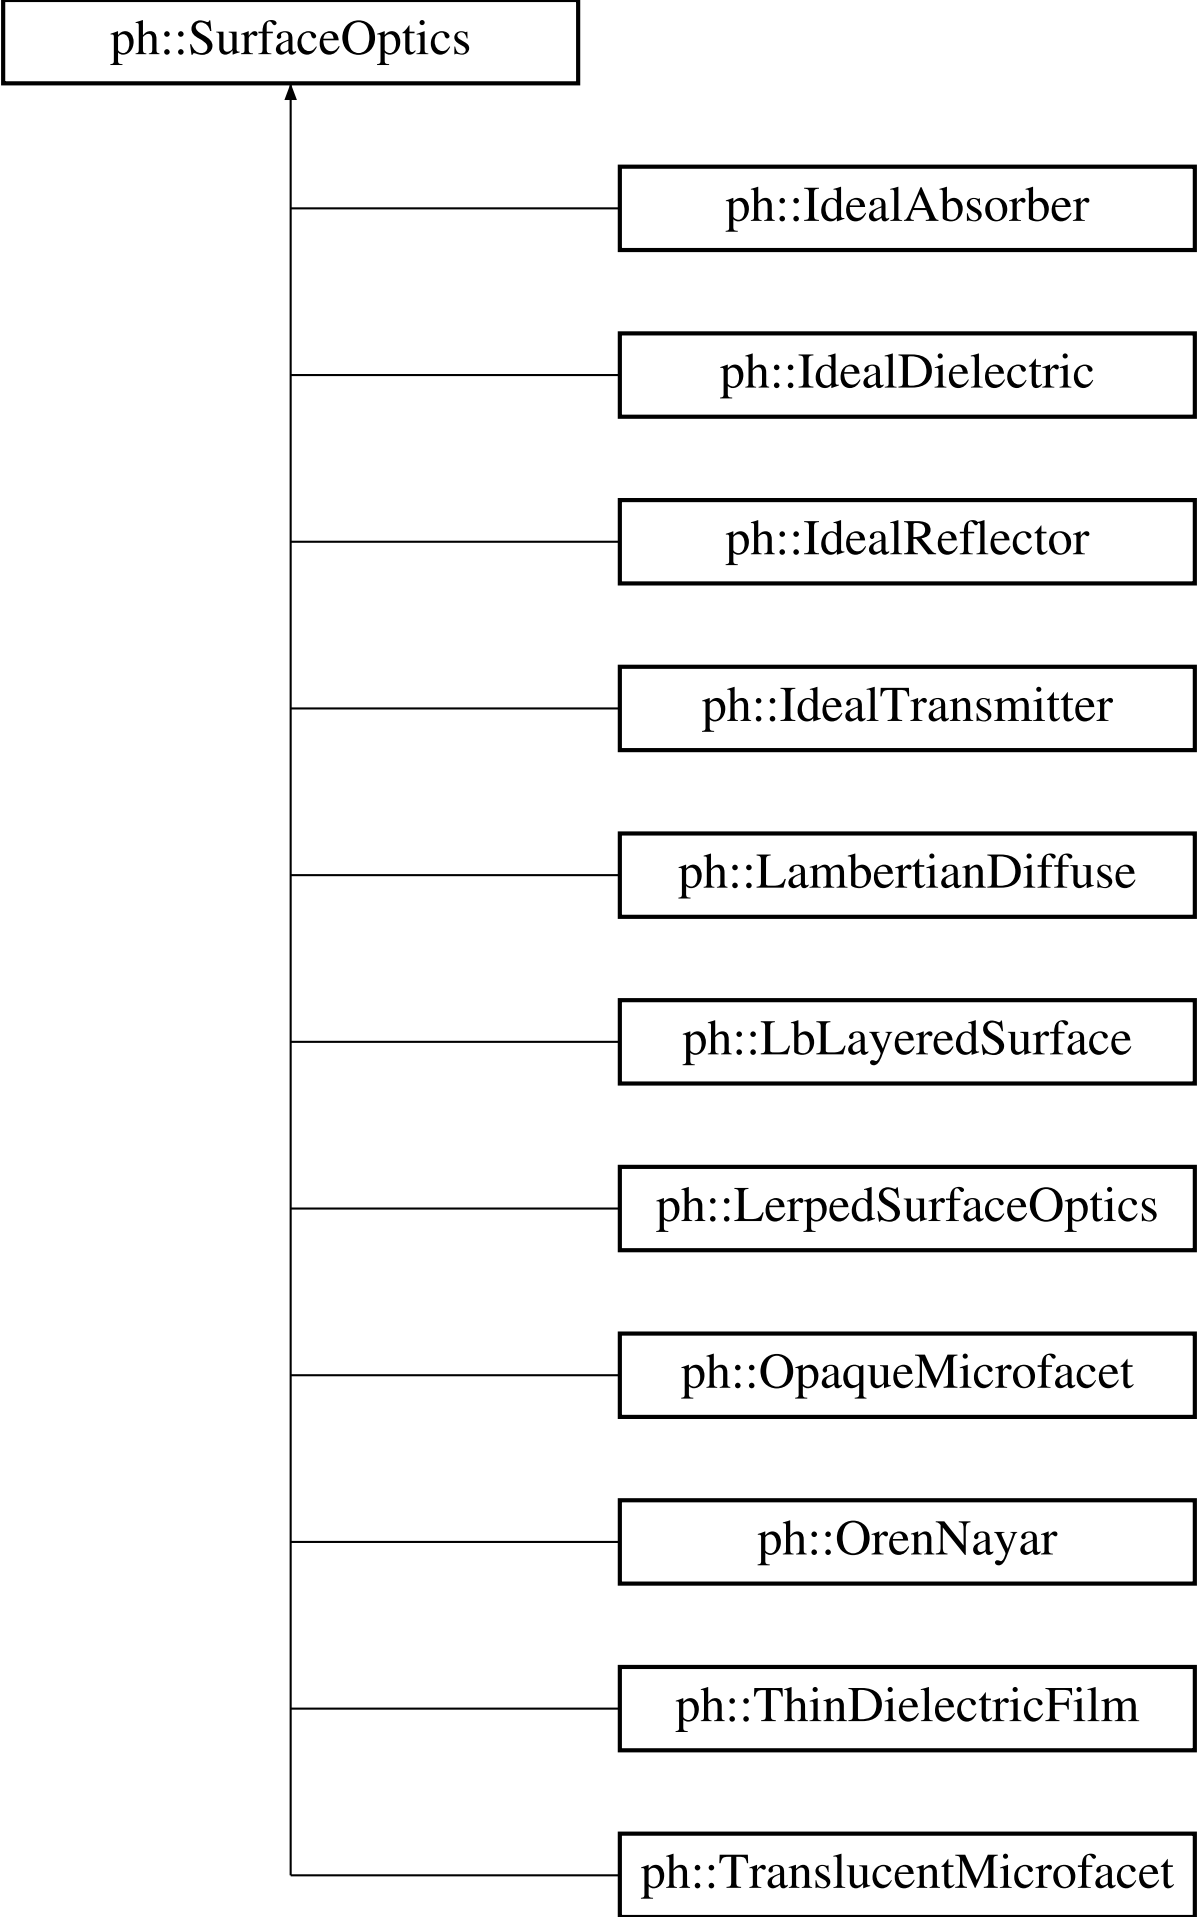 ph::SurfaceOptics
ph::IdealAbsorber
ph::IdealDielectric
ph::IdealReflector
ph::IdealTransmitter
ph::LambertianDiffuse
ph::LbLayeredSurface
ph::LerpedSurfaceOptics
ph::OpaqueMicrofacet
ph::OrenNayar
ph::ThinDielectricFilm
ph::TranslucentMicrofacet